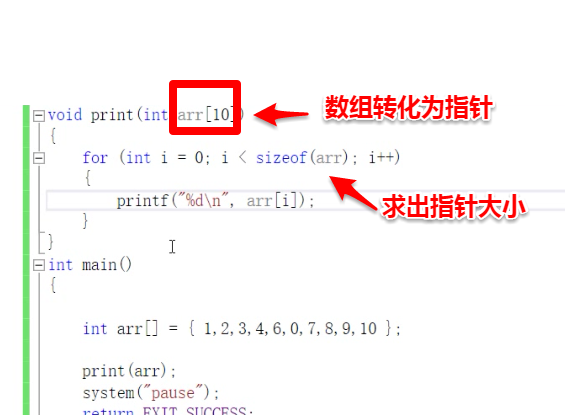 void print(int arr[10])
数组转化为指针
{
for (int i = 0; i < sizeof(arr); i++)
{
printf("%d\n", arr[i]);
求出指针大小
}
}
int main()
{
int arr[] = { 1,2,3,4,6,0,7,8,9,10 };
print(arr);
system("pause");
return EXIT_SUCCESS;